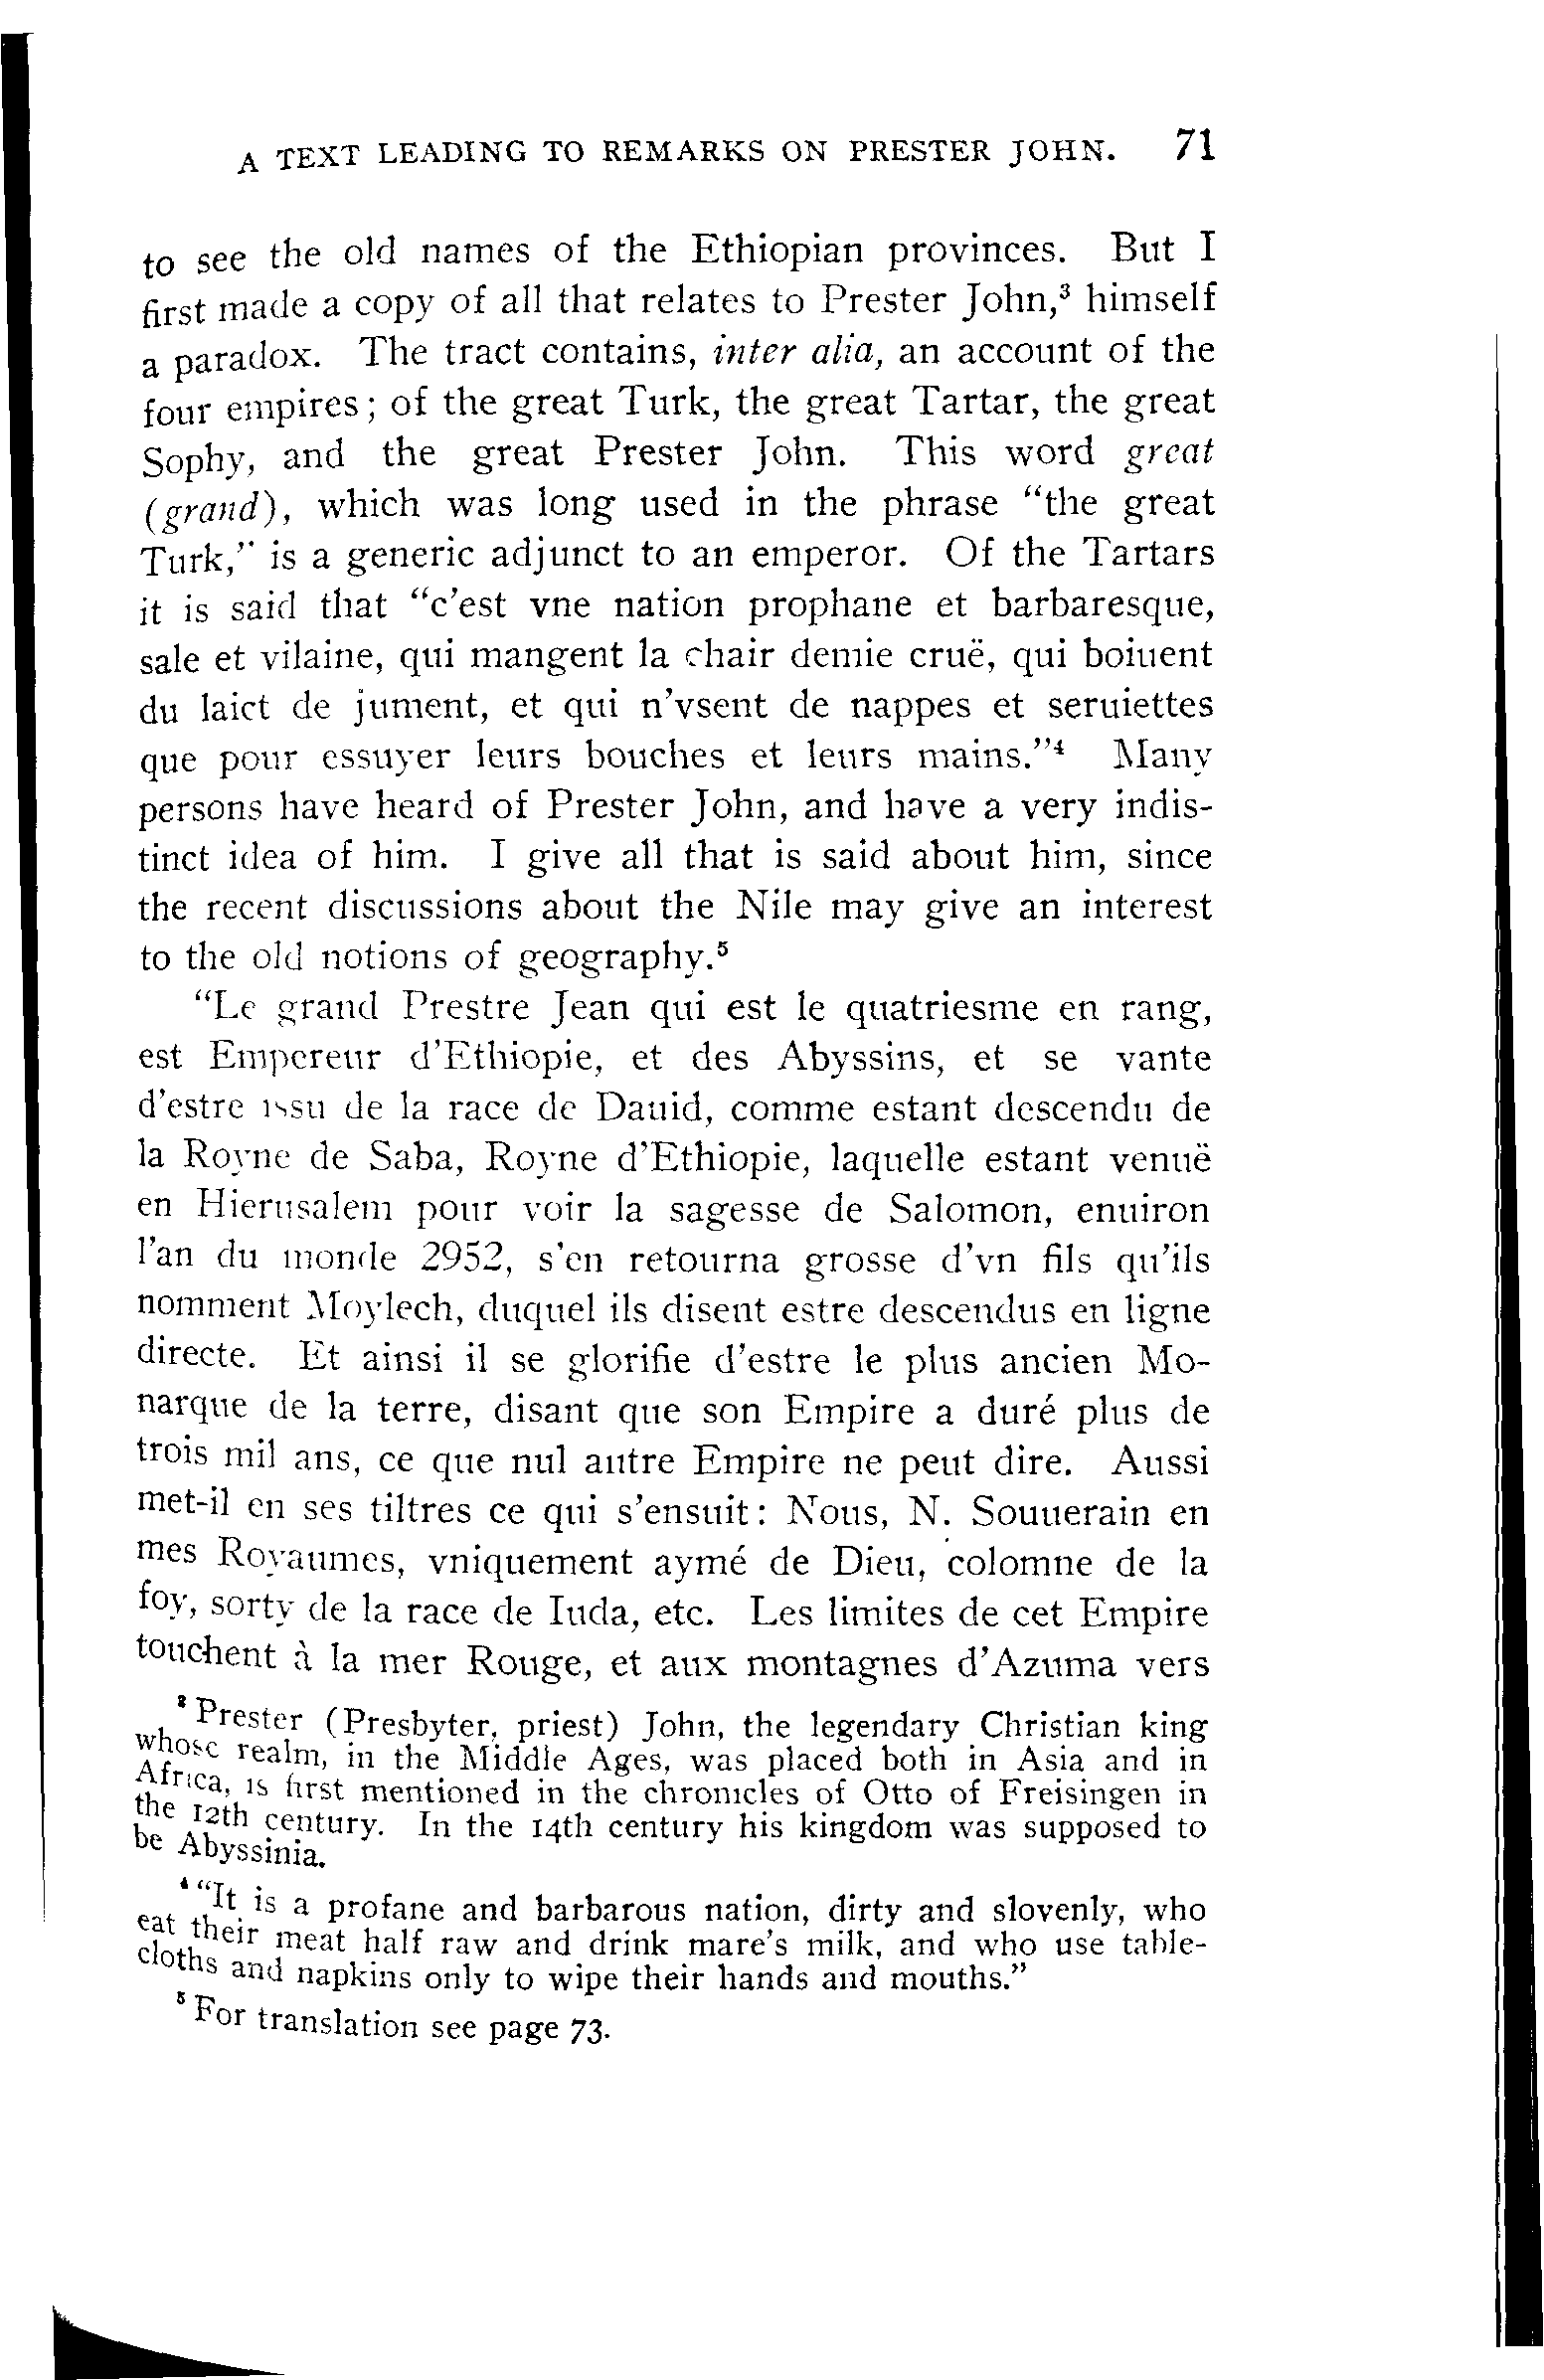 A TEXT LEADING TO REMARKS ON PRESTER JOHN. 71
to see the old names of the Ethiopian provinces. But I
first made a copy of all that relates to Prester John,³ himself
a paradox. The tract contains, inter alia, an account of the
four empires; of the great Turk, the great Tartar, the great
Sophy, and the great Prester John. This word great
(grand), which was long used in the phrase “the great
Turk,” is a generic adjunct to an emperor. Of the Tartars
it is said that “c’est vne nation prophane et barbaresque,
sale et vilaine, qui mangent la chair demie cruë, qui boiuent
du laict de jument, et qui n’vsent de nappes et seruiettes
que pour essuyer leurs bouches et leurs mains.”⁴ Many
persons have heard of Prester John, and have a very indis-
tinct idea of him. I give all that is said about him, since
the recent discussions about the Nile may give an interest
to the old notions of geography.⁵
“Le grand Prestre Jean qui est le quatriesme en rang,
est Empereur d’Ethiopie, et des Abyssins, et se vante
d’estre issu de la race de Dauid, comme estant descendu de
la Royne de Saba, Royne d’Ethiopie, laquelle estant venuë
en Hierusalem pour voir la sagesse de Salomon, enuiron
l’an du monde 2952, s’en retourna grosse d’vn fils qu’ils
nomment Moylech, duquel ils disent estre descendus en ligne
directe. Et ainsi il se glorifie d’estre le plus ancien Mo-
narque de la terre, disant que son Empire a duré plus de
trois mil ans, ce que nul autre Empire ne peut dire. Aussi
met-il en ses tiltres ce qui s’ensuit: Nous, N. Souuerain en
mes Royaumes, vniquement aymé de Dieu, colomne de la
foy, sorty de la race de Iuda, etc. Les limites de cet Empire
touchent à la mer Rouge, et aux montagnes d’Azuma vers
³ Prester (Presbyter, priest) John, the legendary Christian king
whose realm, in the Middle Ages, was placed both in Asia and in
Africa, is first mentioned in the chronicles of Otto of Freisingen in
the 12th century. In the 14th century his kingdom was supposed to
be Abyssinia.
⁴ “It is a profane and barbarous nation, dirty and slovenly, who
eat their meat half raw and drink mare’s milk, and who use table-
cloths and napkins only to wipe their hands and mouths.”
⁵ For translation see page 73.